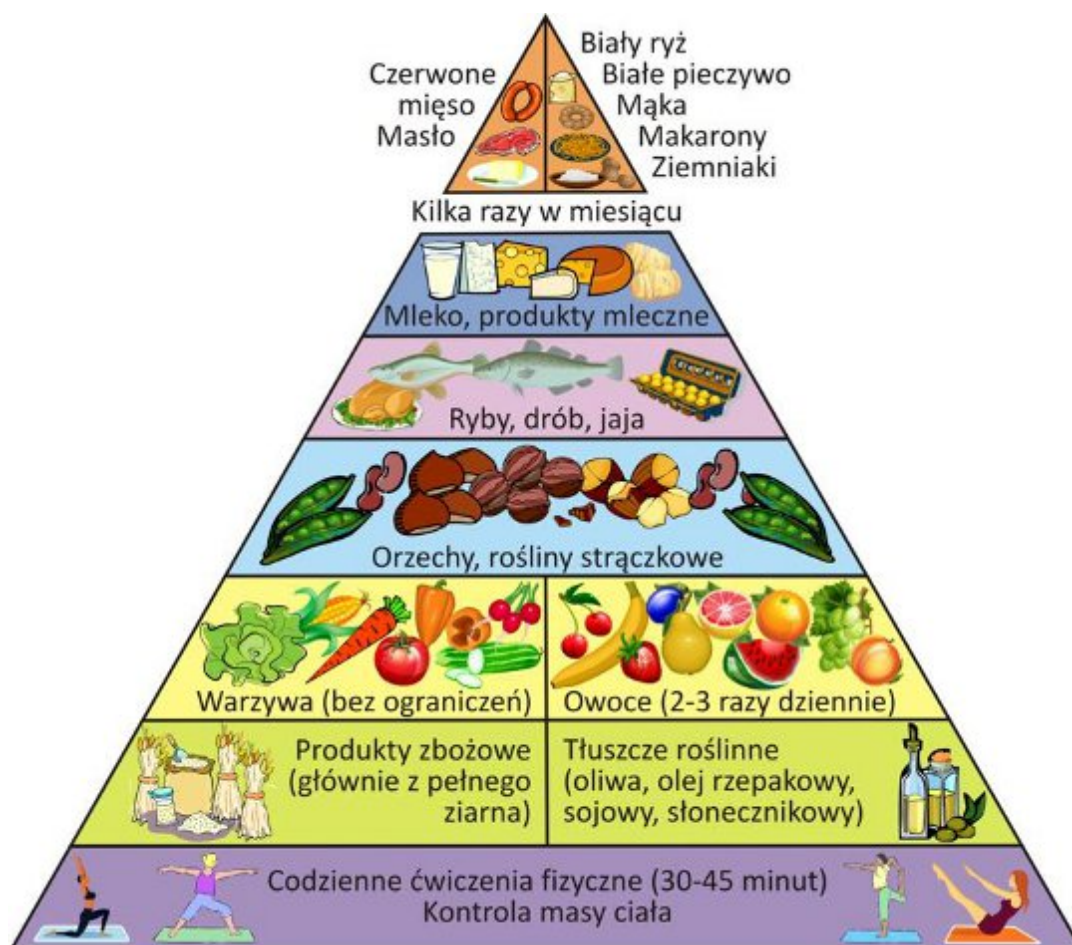 Czerwone
mięso
Masło
Biały ryż
Białe pieczywo
Mąka
Makarony
Ziemniaki
Kilka razy w miesiącu
Mleko, produkty mleczne
Ryby, drób, jaja
Orzechy, rośliny strączkowe
Warzywa (bez ograniczeń)
Owoce (2-3 razy dziennie)
Produkty zbożowe
(głównie z pełnego
ziarna)
Tłuszcze roślinne
(oliwa, olej rzepakowy,
sojowy, słonecznikowy)
Codzienne ćwiczenia fizyczne (30-45 minut)
Kontrola masy ciała